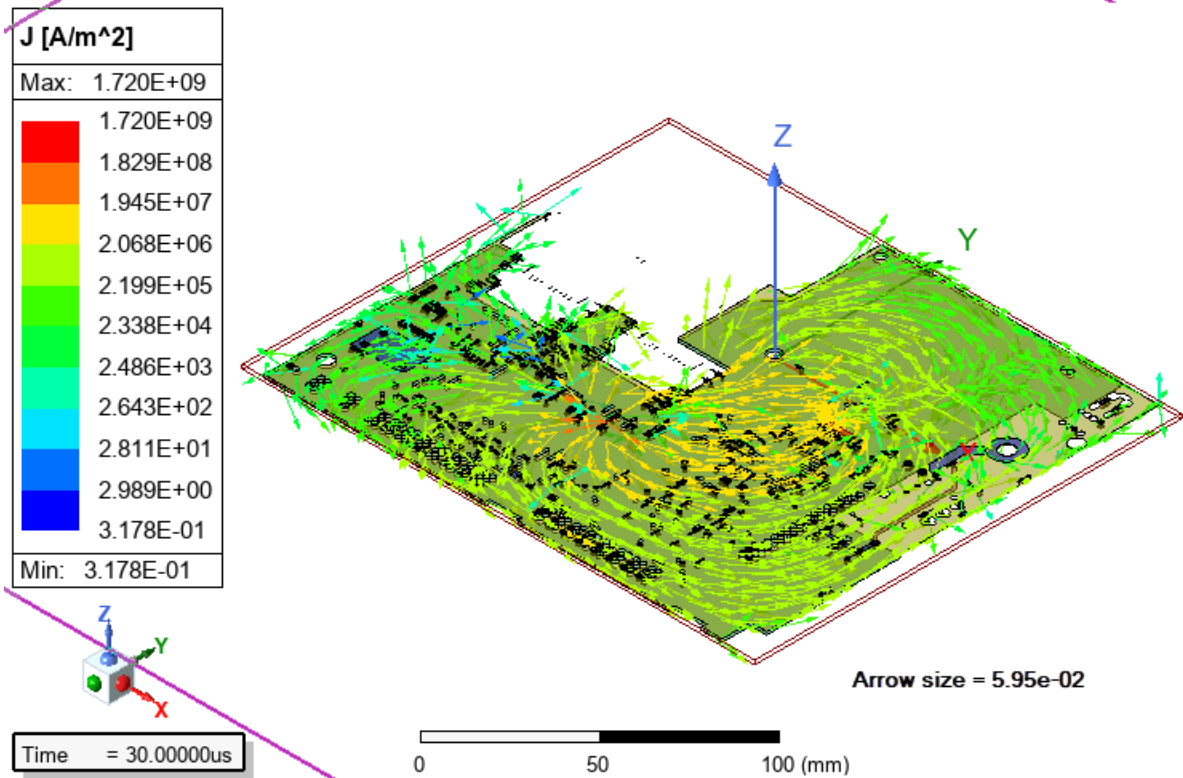 J [A/m^2]
Max: 1.720E+09
1.720E+09
1.829E+08
1.945E+07
2.068E+06
2.199E+05
2.338E+04
2.486E+03
2.643E+02
2.811E+01
2.989E+00
3.178E-01
Min: 3.178E-01
Z
Y
X
Z
Y
X
Arrow size = 5.95e-02
Time = 30.00000us
0 50 100 (mm)